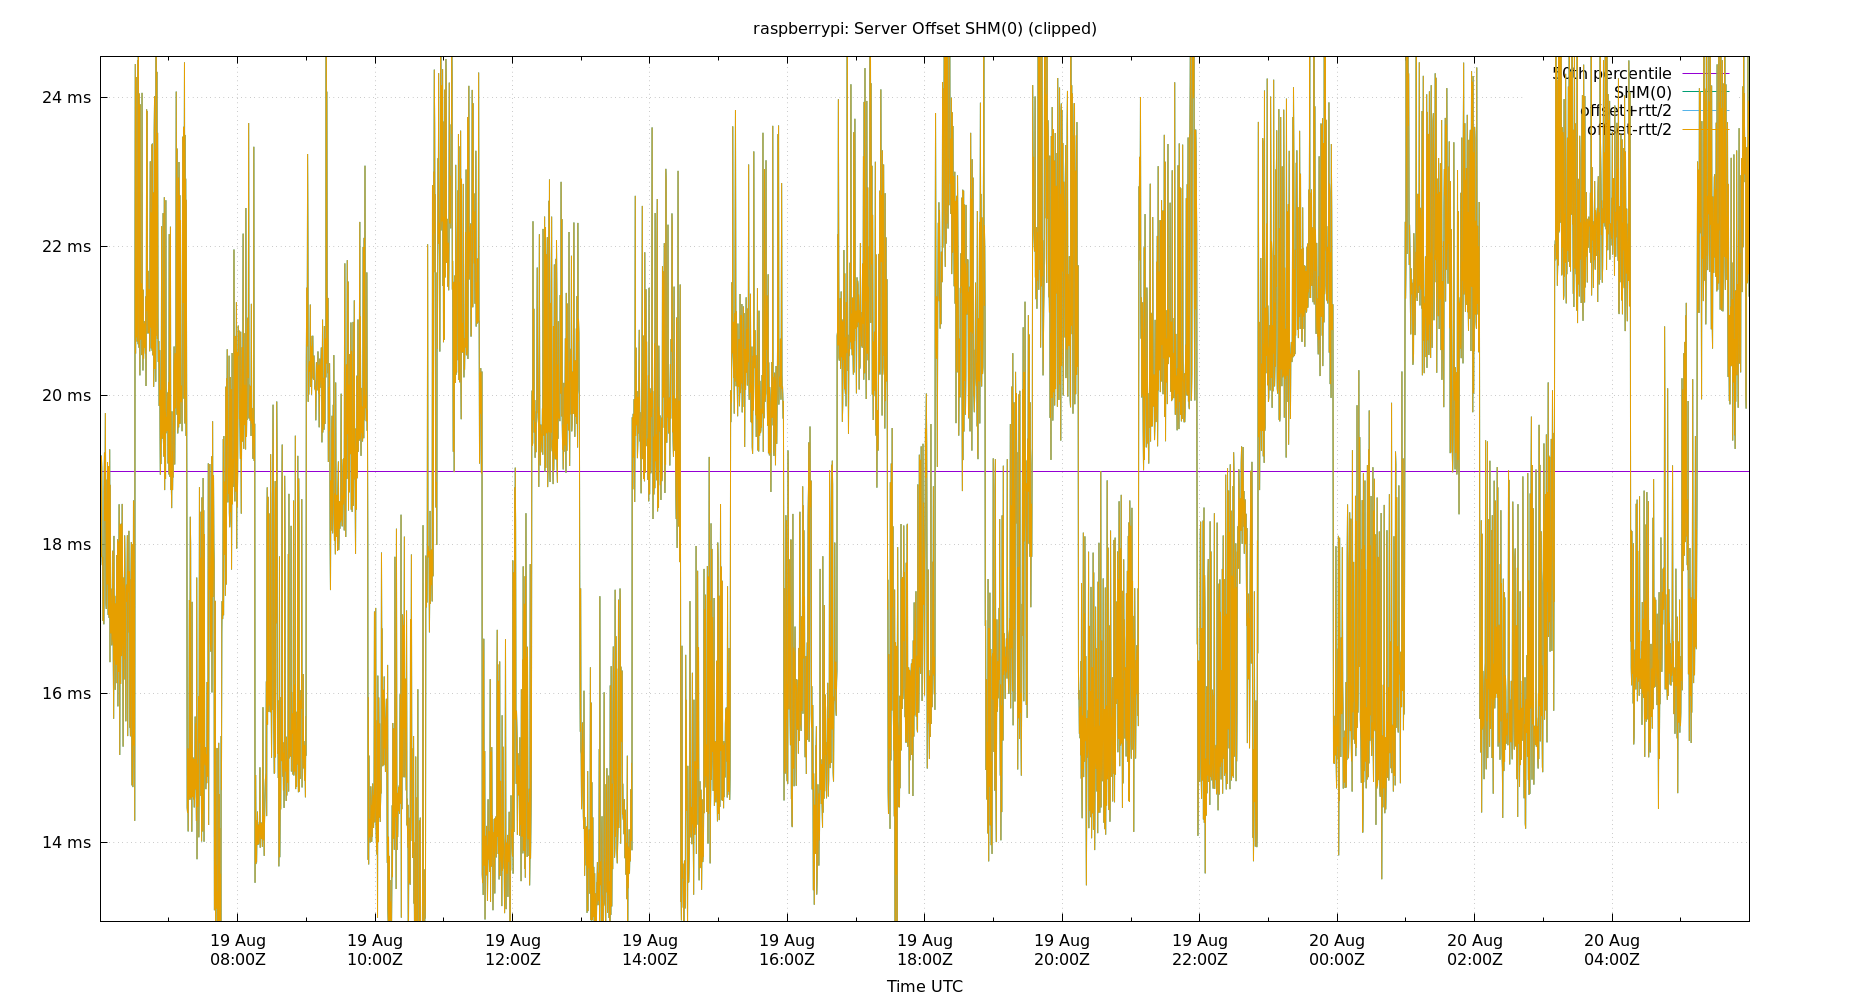 raspberrypi: Server Offset SHM(0) (clipped)
50th percentile
SHM(0)
offset+rtt/2
offset-rtt/2
24 ms
22 ms
20 ms
18 ms
16 ms
14 ms
19 Aug 19 Aug 19 Aug 19 Aug 19 Aug 19 Aug 19 Aug 19 Aug 20 Aug 20 Aug 20 Aug
08:00Z 10:00Z 12:00Z 14:00Z 16:00Z 18:00Z 20:00Z 22:00Z 00:00Z 02:00Z 04:00Z
Time UTC